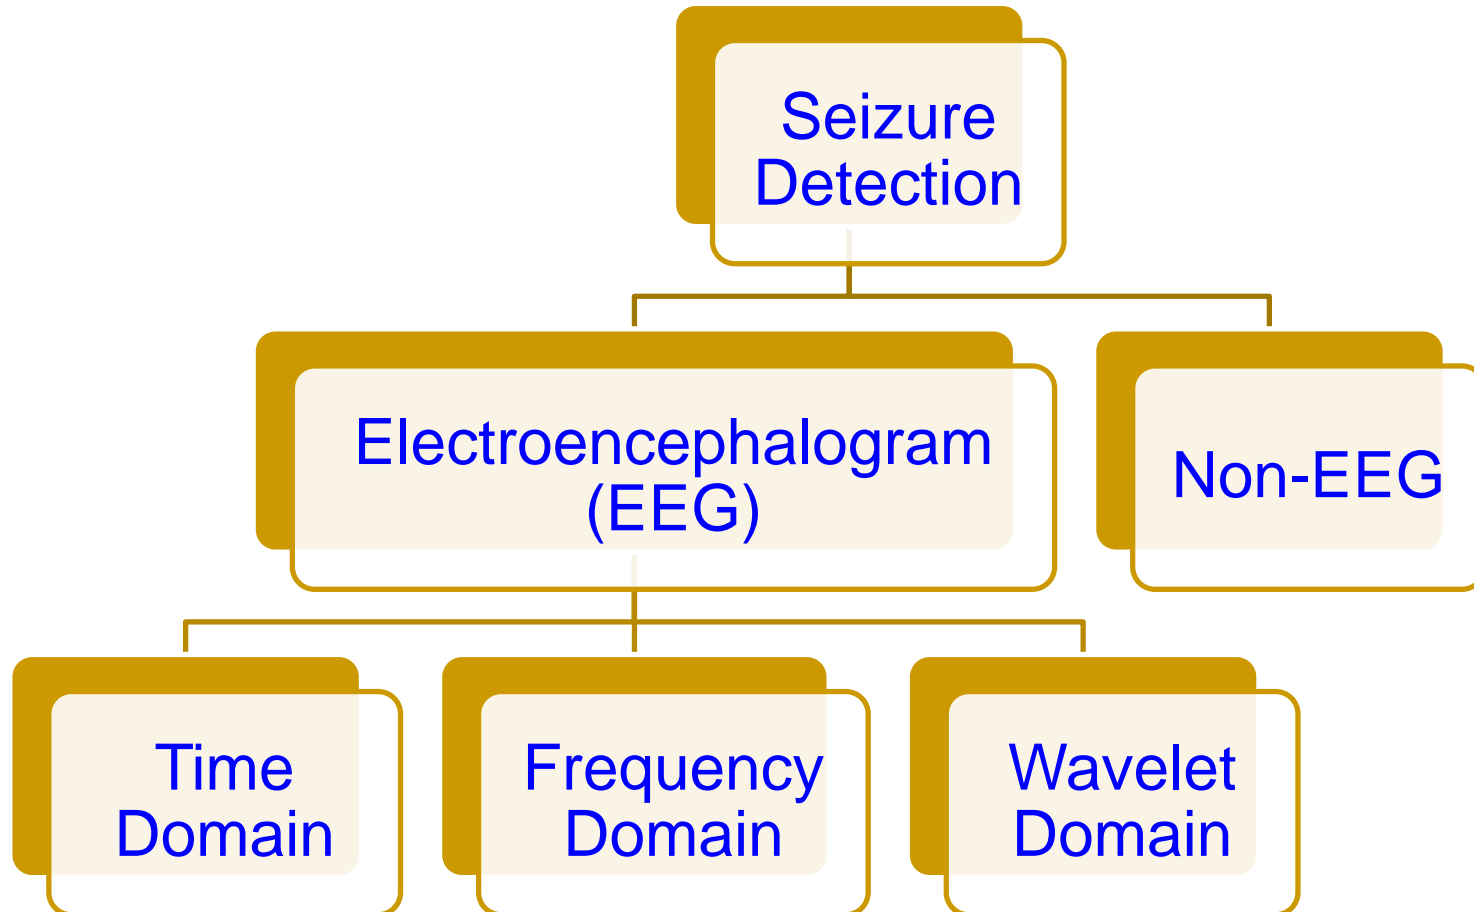 Seizure
Detection
Electroencephalogram
(EEG)
Non-EEG
Time
Domain
Frequency
Domain
Wavelet
Domain